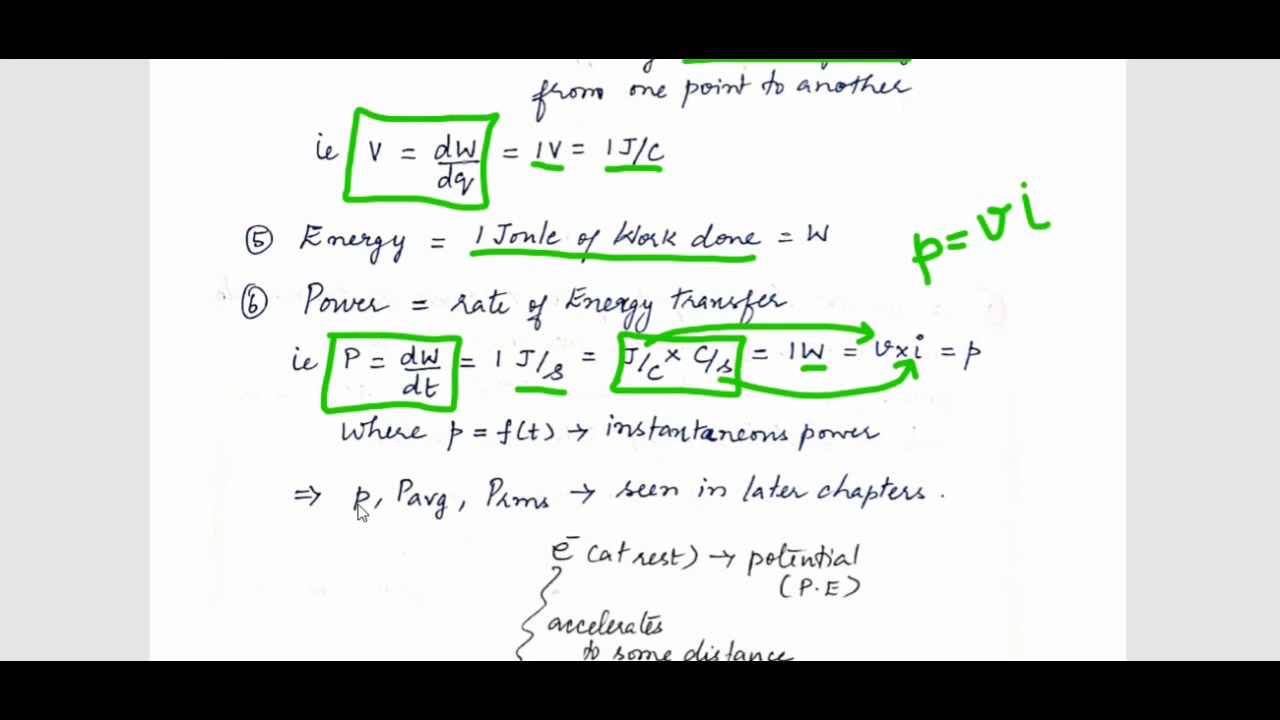 from one point to another
ie V = dW/dq = 1V = 1J/C
⑤ Energy = 1 Joule of Work done = W
p = vi
⑥ Power = rate of Energy transfer
ie P = dW/dt = 1 J/s = J/C × C/s = 1W = v×i = p
Where p = f(t) → instantaneous power
⇒ p, Pavg, Prms → seen in later chapters.
e⁻ (at rest) → potential
(P.E)
accelerates
to some distance